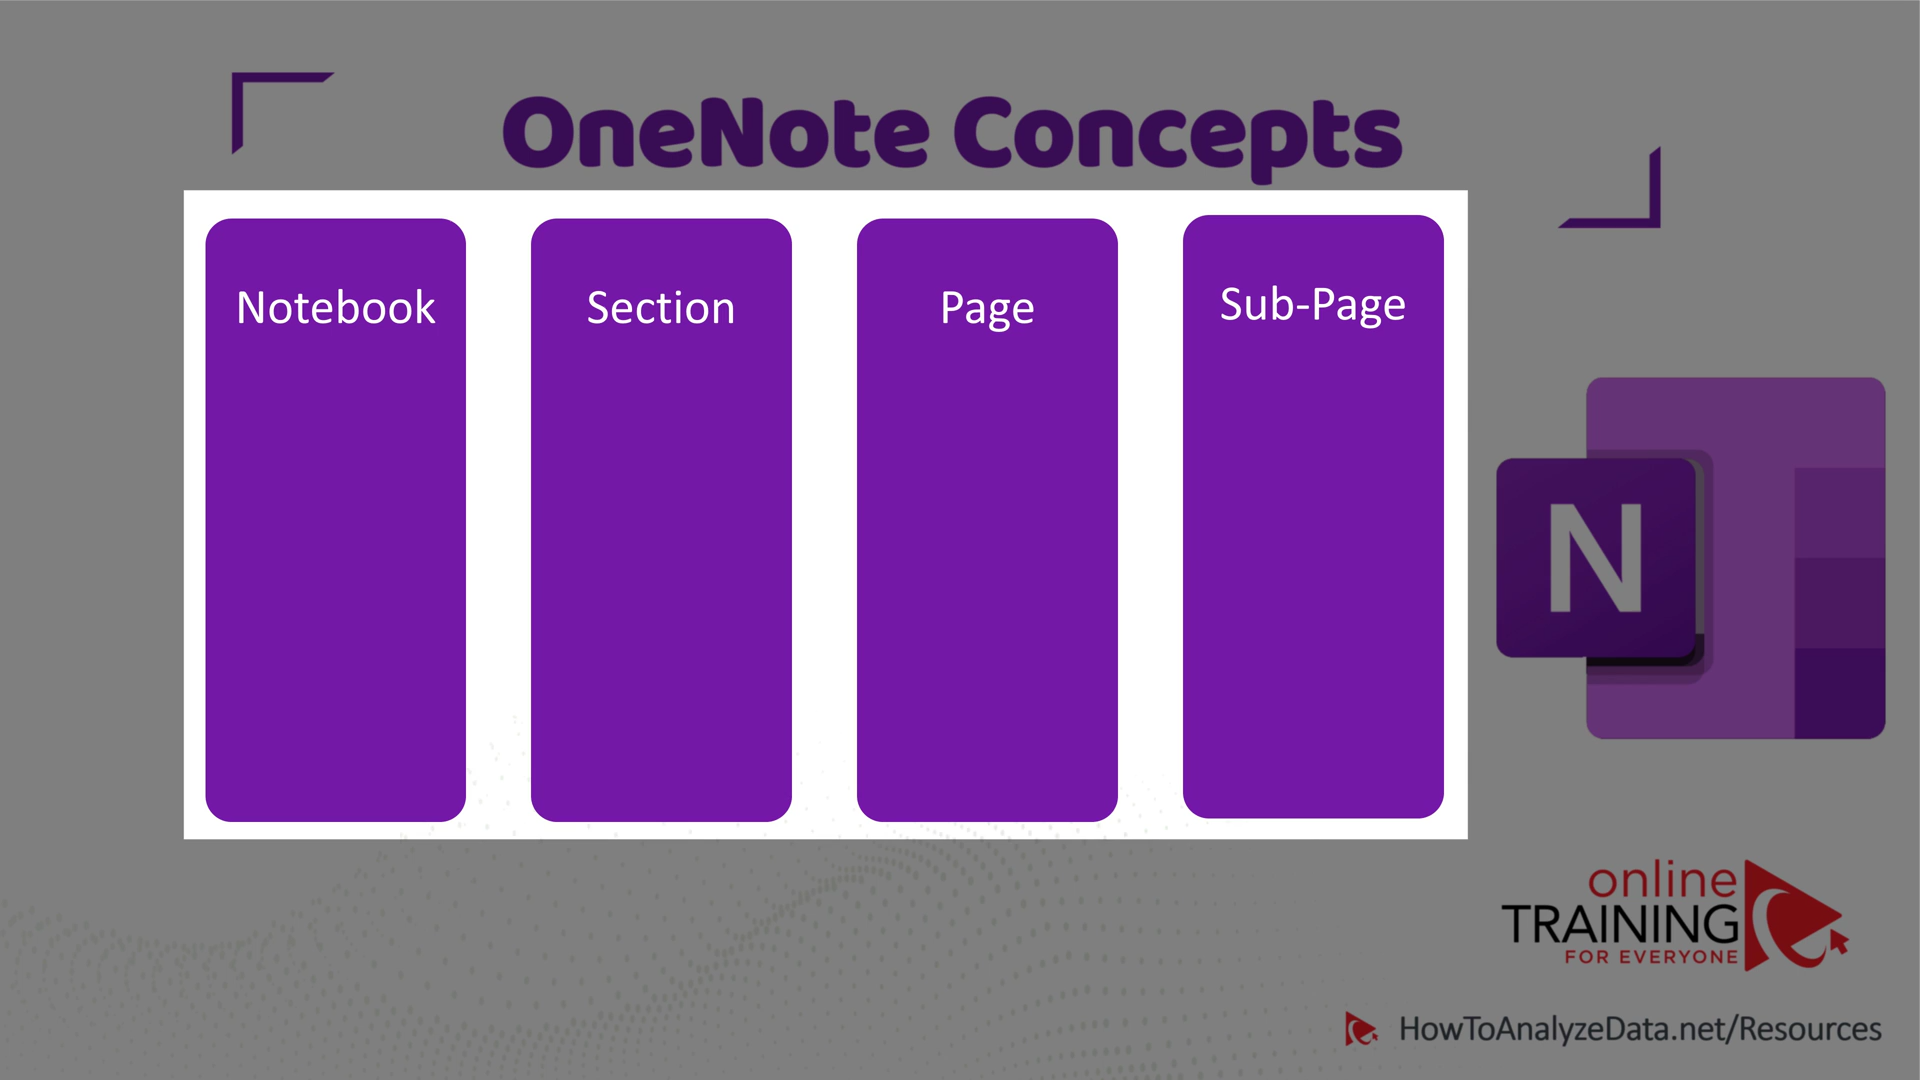 OneNote Concepts
Notebook
Section
Page
Sub-Page
N
online
TRAINING
FOR EVERYONE
HowToAnalyzeData.net/Resources